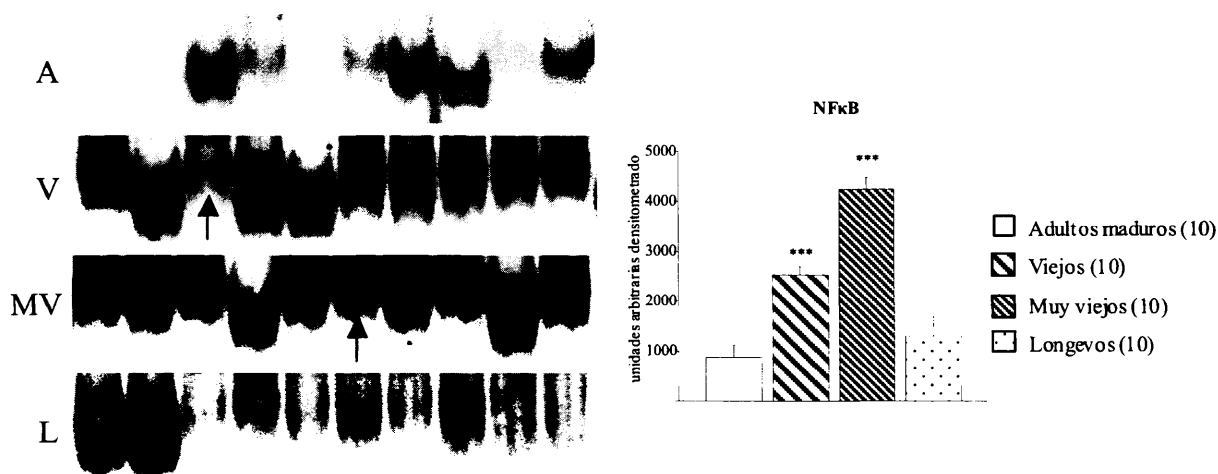 A
V
MV
L
NFκB
unidades arbitrarias densitometrado
5000
4000
3000
2000
1000
***
***
Adultos maduros (10)
Viejos (10)
Muy viejos (10)
Longevos (10)